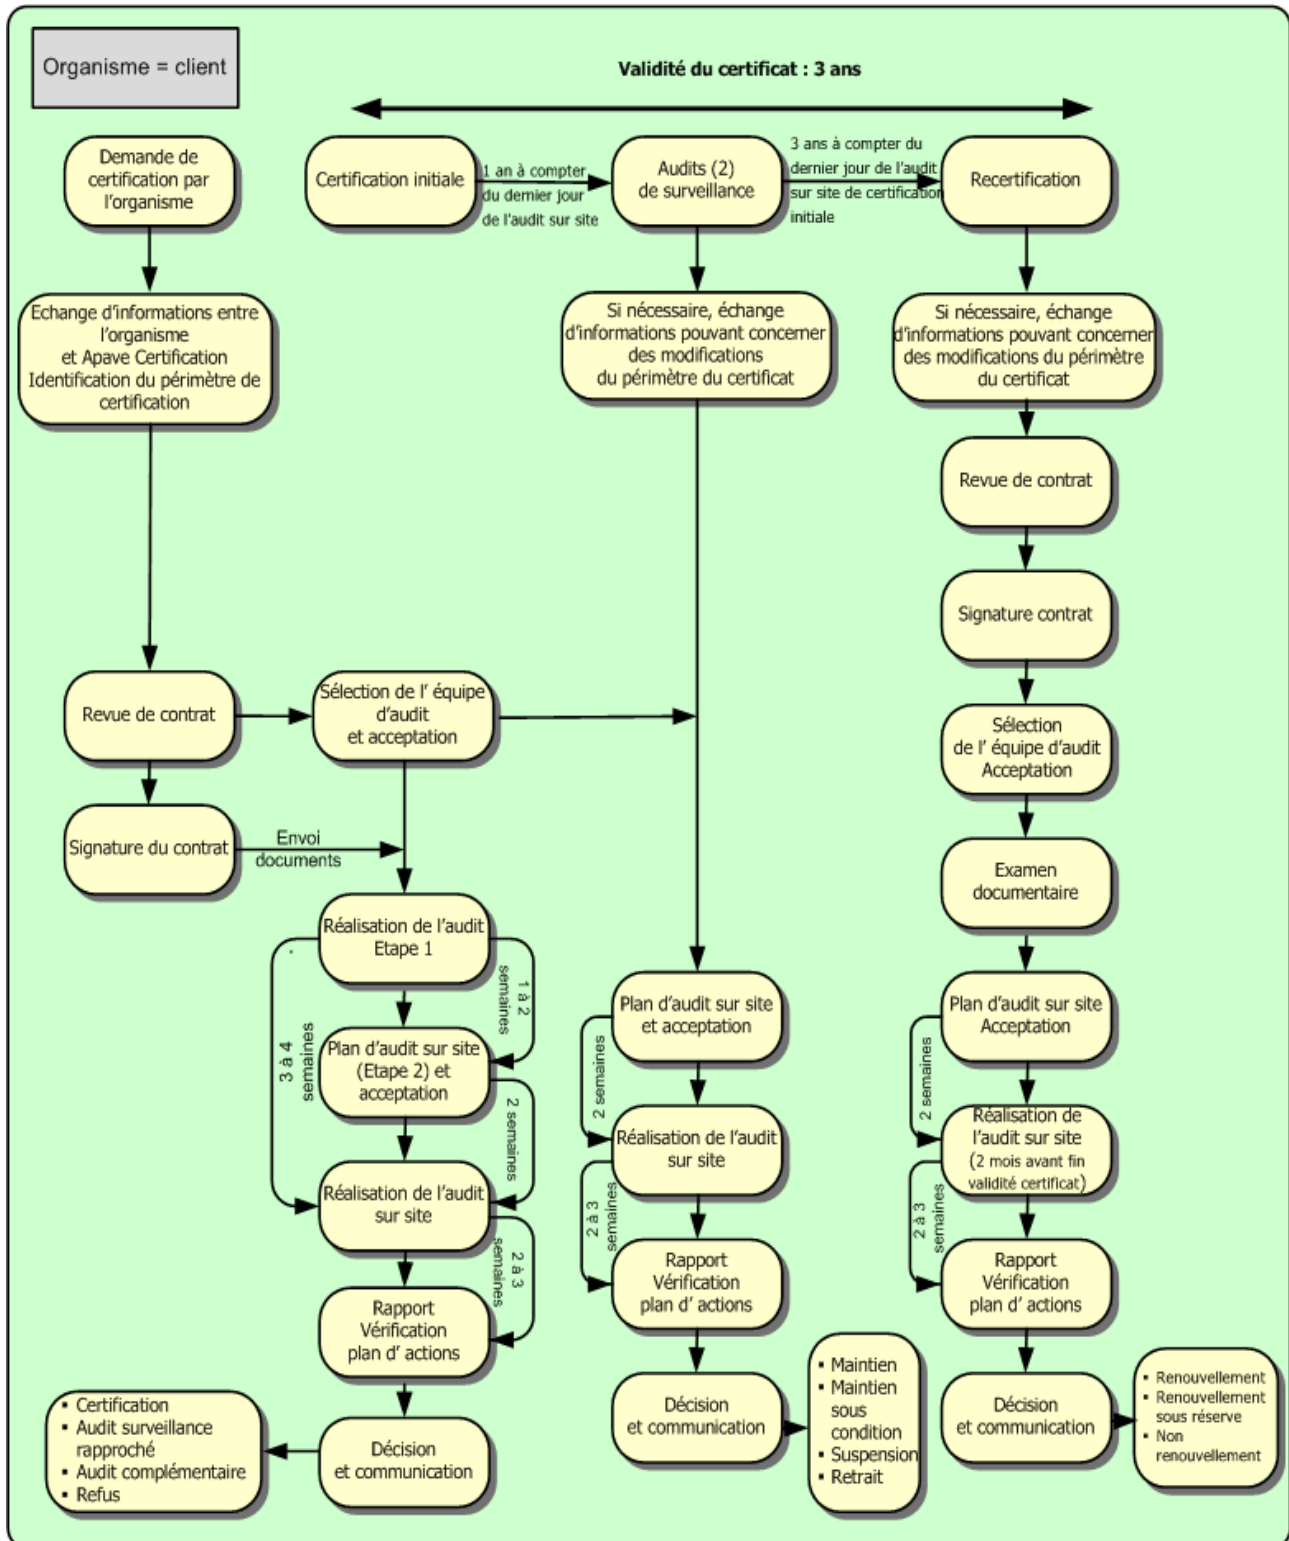 Organisme = client
Validité du certificat : 3 ans
Demande de
certification par
l'organisme
Certification initiale
1 an à compter
du dernier jour
de l'audit sur site
Audits (2)
de surveillance
3 ans à compter du
dernier jour de l'audit
sur site de certification
initiale
Recertification
Echange d'informations entre
l'organisme
et Apave Certification
Identification du périmètre de
certification
Si nécessaire, échange
d'informations pouvant concerner
des modifications
du périmètre du certificat
Si nécessaire, échange
d'informations pouvant concerner
des modifications du périmètre
du certificat
Revue de contrat
Signature contrat
Revue de contrat
Sélection de l' équipe
d'audit
et acceptation
Sélection
de l' équipe d'audit
Acceptation
Signature du contrat
Envoi
documents
Examen
documentaire
Réalisation de l'audit
Etape 1
1 à 2
semaines
3 à 4
semaines
Plan d'audit sur site
(Etape 2) et
acceptation
2 semaines
Réalisation de l'audit
sur site
2 à 3
semaines
Rapport
Vérification
plan d' actions
Décision
et communication
▪ Certification
▪ Audit surveillance
rapproché
▪ Audit complémentaire
▪ Refus
Plan d'audit sur site
et acceptation
2 semaines
Réalisation de l'audit
sur site
2 à 3
semaines
Rapport
Vérification
plan d' actions
Décision
et communication
▪ Maintien
▪ Maintien
sous
condition
▪ Suspension
▪ Retrait
Plan d'audit sur site
Acceptation
2 semaines
Réalisation de
l'audit sur site
(2 mois avant fin
validité certificat)
2 à 3
semaines
Rapport
Vérification
plan d' actions
Décision
et communication
▪ Renouvellement
▪ Renouvellement
sous réserve
▪ Non
renouvellement